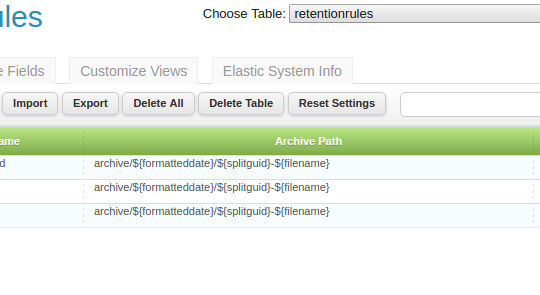 ules
Choose Table: retentionrules
e Fields Customize Views Elastic System Info
Import Export Delete All Delete Table Reset Settings
ame Archive Path
d archive/${formatteddate}/${splitguid}-${filename}
archive/${formatteddate}/${splitguid}-${filename}
archive/${formatteddate}/${splitguid}-${filename}